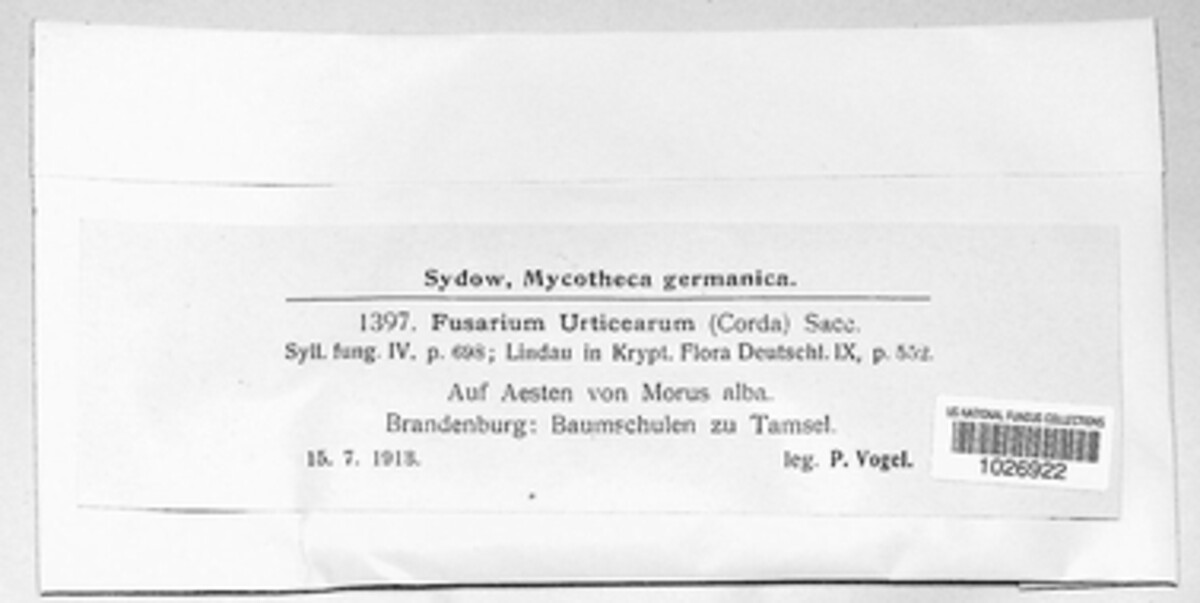 Sydow, Mycotheca germanica.
1397. Fusarium Urticearum (Corda) Sacc.
Syll. fung. IV. p. 698; Lindau in Krypt. Flora Deutschl. IX, p.
Auf Aesten von Morus alba.
Brandenburg: Baumschulen zu Tamsel.
15. 7. 1913. leg. P. Vogel.
US NATIONAL FUNGUS COLLECTIONS
1026922